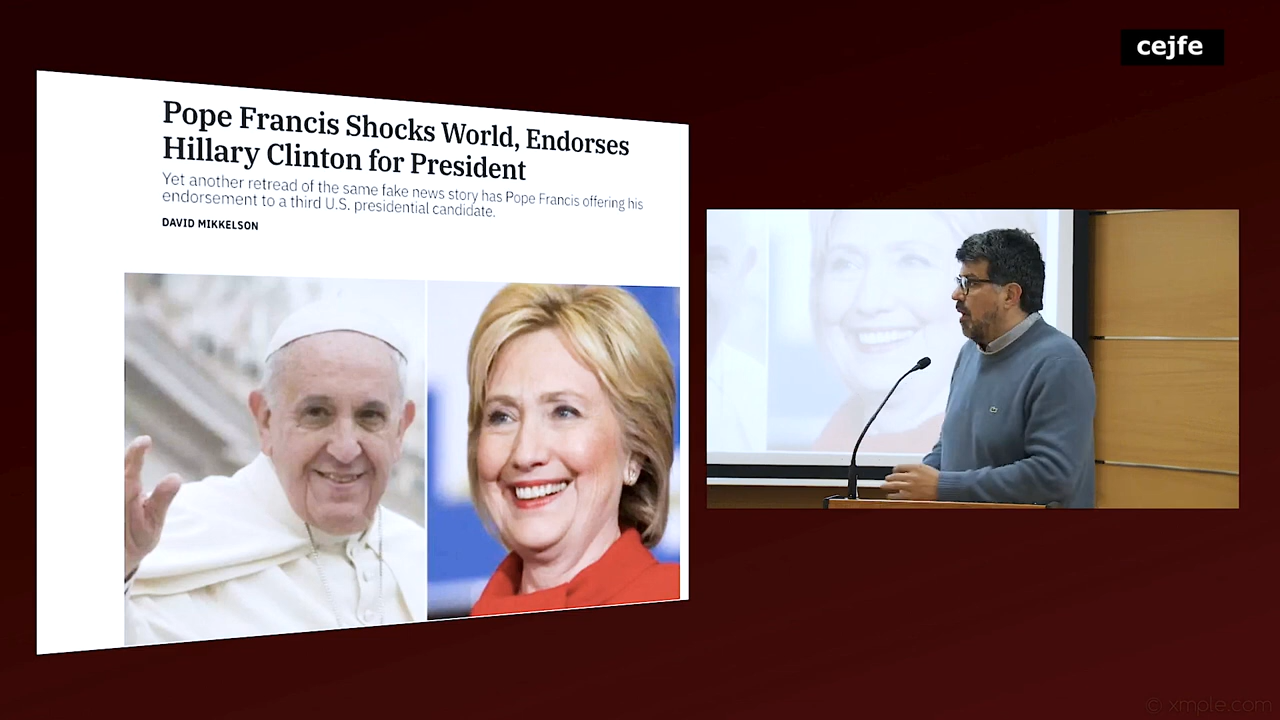 cejfe
Pope Francis Shocks World, Endorses
Hillary Clinton for President
Yet another retread of the same fake news story has Pope Francis offering his
endorsement to a third U.S. presidential candidate.
DAVID MIKKELSON
© xmple.com